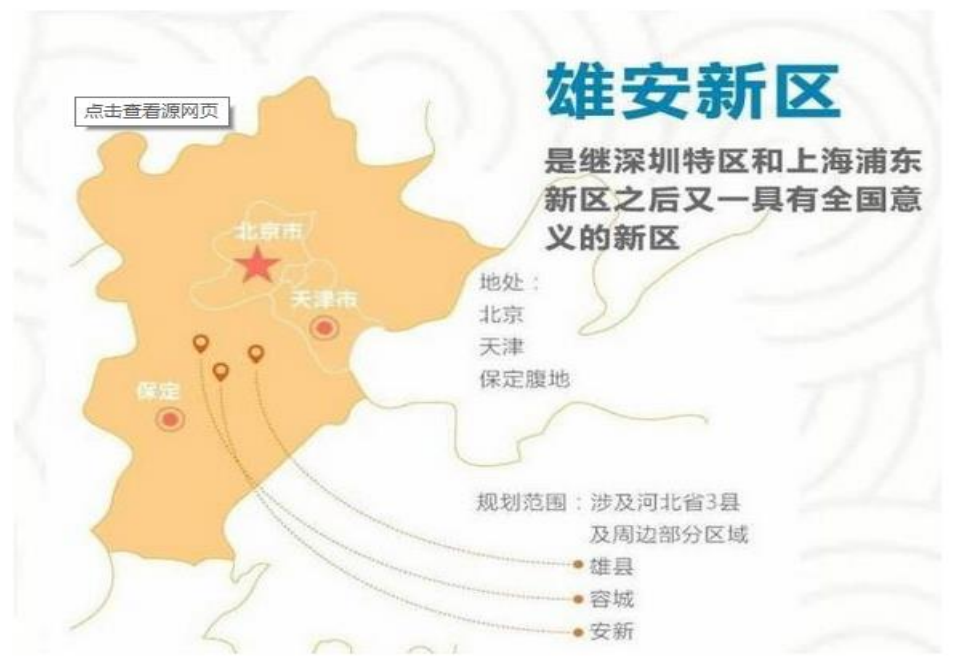 雄安新区
点击查看源网页
是继深圳特区和上海浦东
新区之后又一具有全国意
义的新区
北京市
地处：
天津市
北京
天津
保定腹地
保定
规划范围：涉及河北省3县
及周边部分区域
雄县
容城
安新